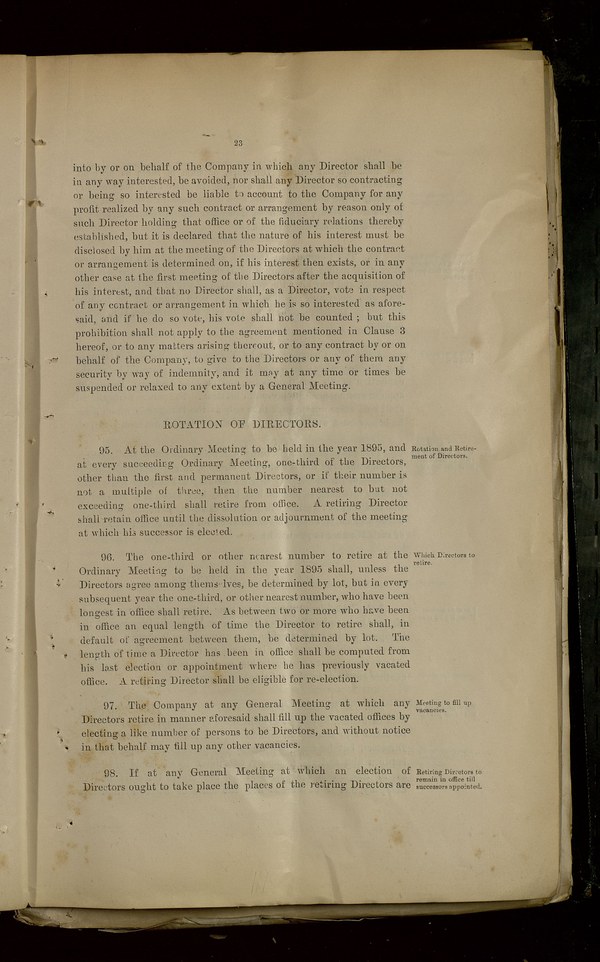 23
into by or on behalf of the Company in which any Director shall be
in any way interested, be avoided, nor shall any Director so contracting
or being so interested be liable to account to the Company for any
profit realized by any such contract or arrangement by reason only of
such Director holding that office or of the fiduciary relations thereby
established, but it is declared that the nature of his interest must be
disclosed by him at the meeting of the Directors at which the contract
or arrangement is determined on, if his interest then exists, or in any
other case at the first meeting of the Directors after the acquisition of
his interest, and that no Director shall, as a Director, vote in respect
of any contract or arrangement in which he is so interested as afore-
said, and if he do so vote, his vote shall not be counted ; but this
prohibition shall not apply to the agreement mentioned in Clause 3
hereof, or to any matters arising thereout, or to any contract by or on
behalf of the Company, to give to the Directors or any of them any
security by way of indemnity, and it may at any time or times be
suspended or relaxed to any extent by a General Meeting.
ROTATION OF DIRECTORS.
95. At the Ordinary Meeting to be held in the year 1895, and
at every succeeding Ordinary Meeting, one-third of the Directors,
other than the first and permanent Directors, or if their number is
not a multiple of three, then the number nearest to but not
exceeding one-third shall retire from office. A retiring Director
shall retain office until the dissolution or adjournment of the meeting
at which his successor is elected.
Rotation and Retire-
ment of Directors.
96. The one-third or other nearest number to retire at the
Ordinary Meeting to be held in the year 1895 shall, unless the
Directors agree among themselves, be determined by lot, but in every
subsequent year the one-third, or other nearest number, who have been
longest in office shall retire. As between two or more who have been
in office an equal length of time the Director to retire shall, in
default of agreement between them, be determined by lot. The
length of time a Director has been in office shall be computed from
his last election or appointment where he has previously vacated
office. A retiring Director shall be eligible for re-election.
Which Directors to
retire.
97. The Company at any General Meeting at which any
Directors retire in manner aforesaid shall fill up the vacated offices by
electing a like number of persons to be Directors, and without notice
in that behalf may fill up any other vacancies.
Meeting to fill up
vacancies.
98. If at any General Meeting at which an election of
Directors ought to take place the places of the retiring Directors are
Retiring Directors to
remain in office till
successors appointed.